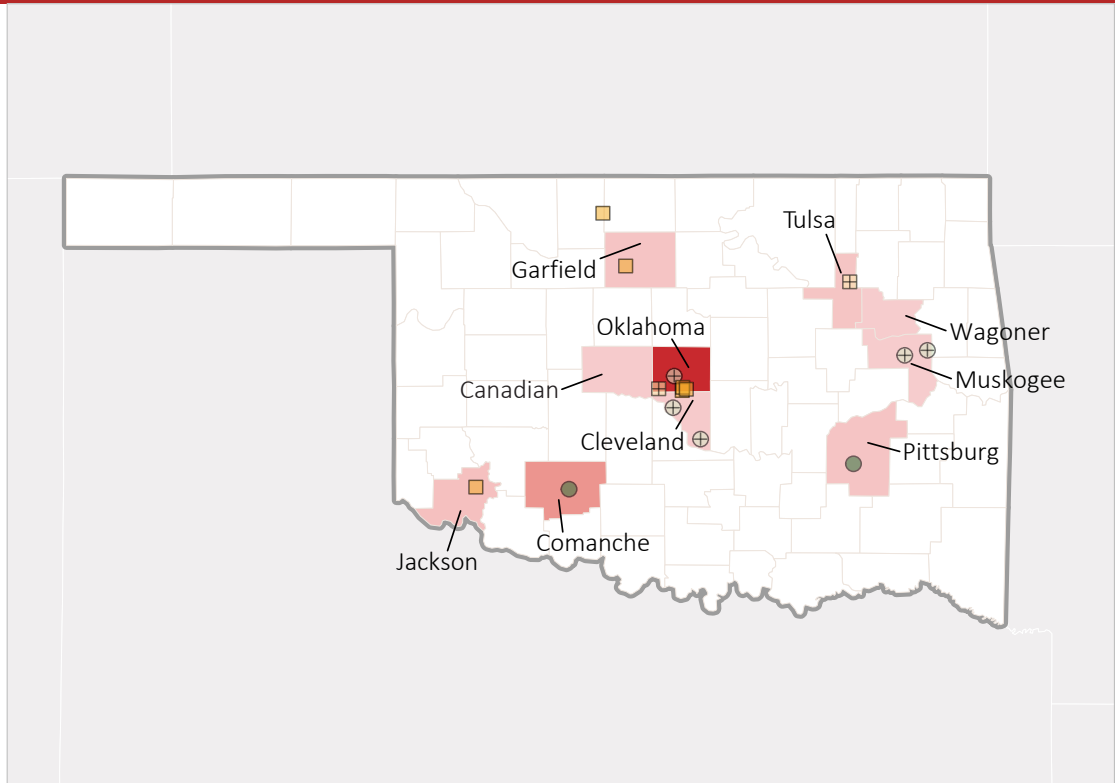 Tulsa
Garfield
Oklahoma
Wagoner
Canadian
Muskogee
Cleveland
Pittsburg
Comanche
Jackson